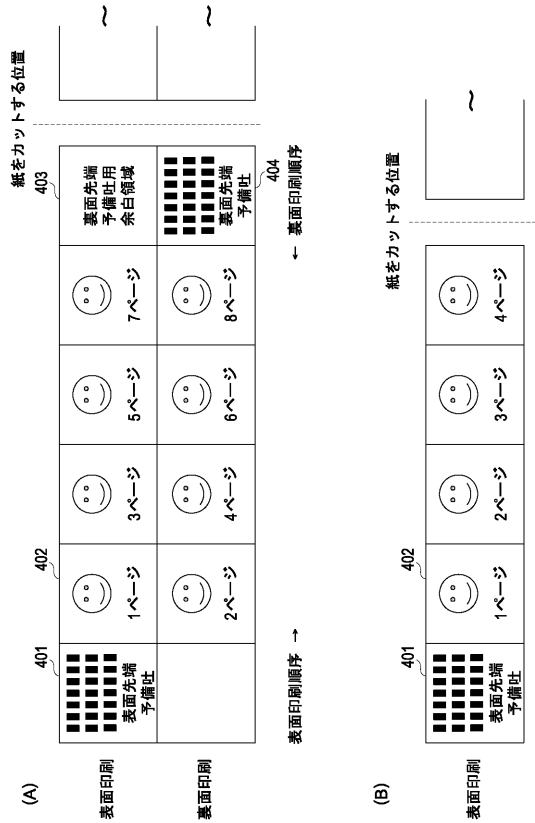 (A)
紙をカットする位置
401
402
403
表面印刷
表面先端
予備吐
1ページ
3ページ
5ページ
7ページ
裏面先端
予備吐用
余白領域
〜
裏面印刷
2ページ
4ページ
6ページ
8ページ
裏面先端
予備吐
404
〜
表面印刷順序 →
← 裏面印刷順序
(B)
紙をカットする位置
401
402
表面印刷
表面先端
予備吐
1ページ
2ページ
3ページ
4ページ
〜